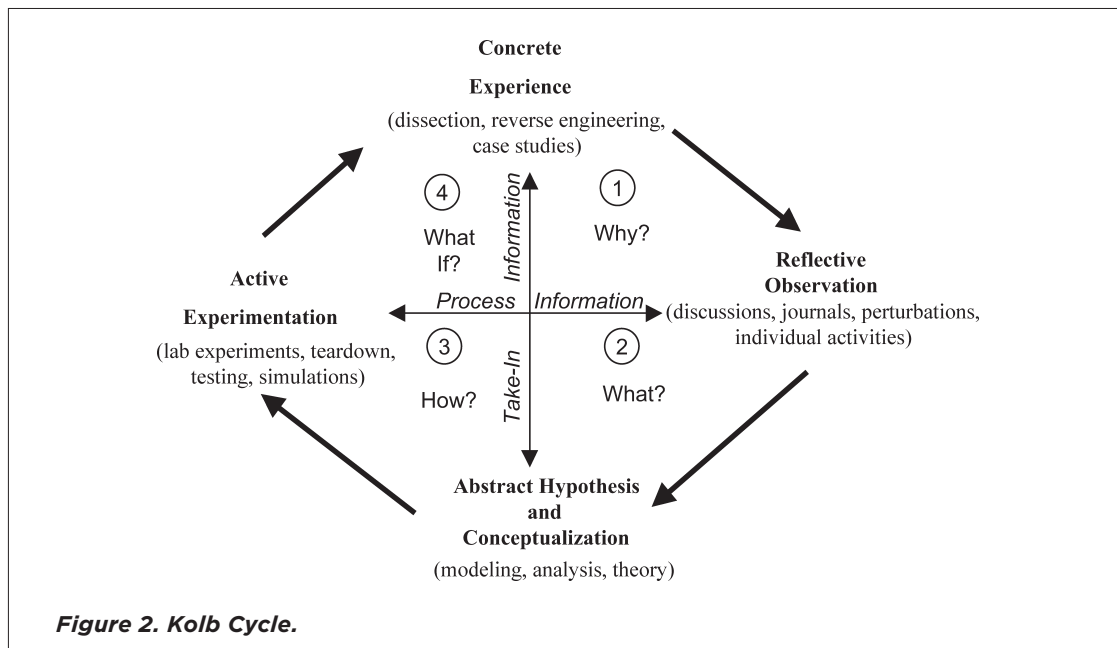 Concrete
Experience
(dissection, reverse engineering,
case studies)
4
What
If?
1
Why?
Take-In Information
Process Information
Active
Experimentation
(lab experiments, teardown,
testing, simulations)
Reflective
Observation
(discussions, journals, perturbations,
individual activities)
3
How?
2
What?
Abstract Hypothesis
and
Conceptualization
(modeling, analysis, theory)
Figure 2. Kolb Cycle.